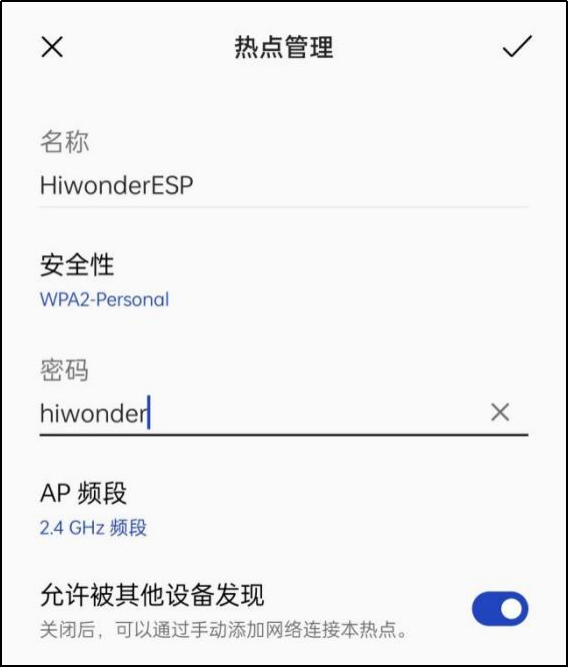 热点管理
名称
HiwonderESP
安全性
WPA2-Personal
密码
hiwonder
AP 频段
2.4 GHz 频段
允许被其他设备发现
关闭后，可以通过手动添加网络连接本热点。